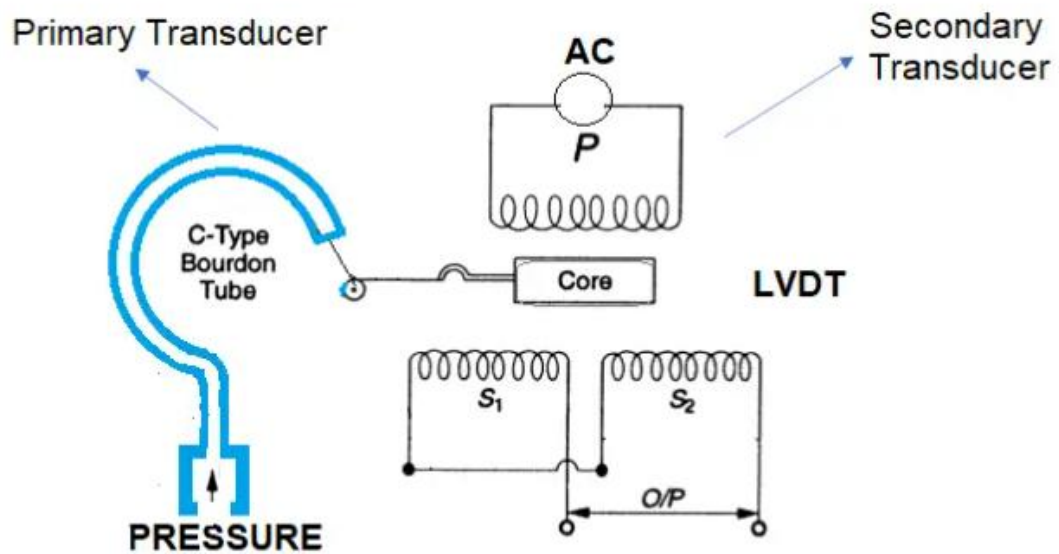 Primary Transducer
Secondary
Transducer
AC
P
C-Type
Bourdon
Tube
Core
LVDT
S₁
S₂
O/P
PRESSURE